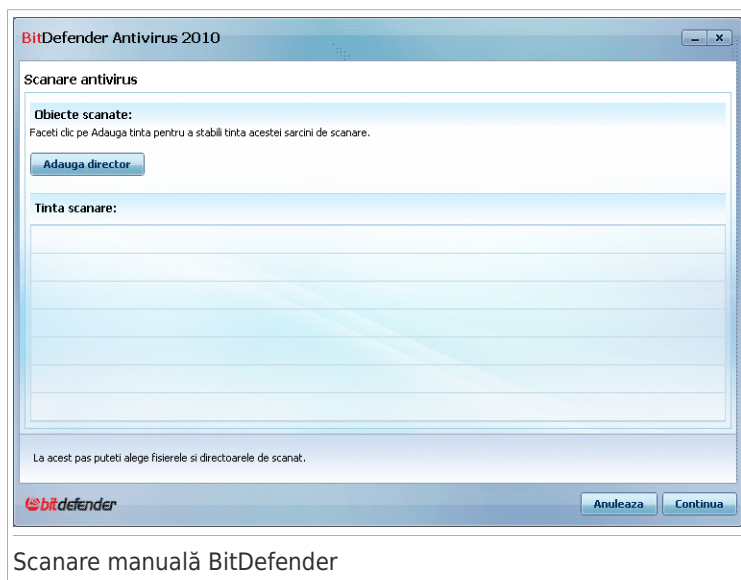 BitDefender Antivirus 2010
Scanare antivirus
Obiecte scanate:
Faceti clic pe Adauga tinta pentru a stabili tinta acestei sarcini de scanare.
Adauga director
Tinta scanare:
La acest pas puteti alege fisierele si directoarele de scanat.
bitdefender
Anuleaza Continua
Scanare manuală BitDefender